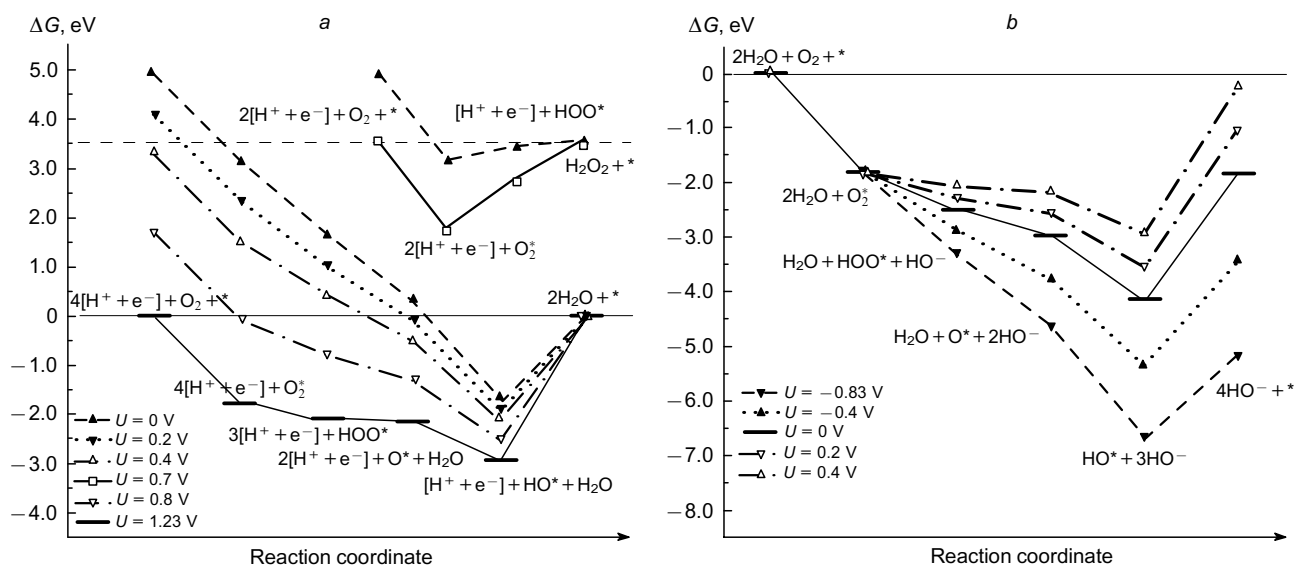 ΔG, eV
a
5.0
4.0
3.0
2.0
1.0
0
−1.0
−2.0
−3.0
−4.0
2[H⁺ + e⁻] + O₂ + *
[H⁺ + e⁻] + HOO*
H₂O₂ + *
2[H⁺ + e⁻] + O₂*
4[H⁺ + e⁻] + O₂ + *
2H₂O + *
4[H⁺ + e⁻] + O₂*
3[H⁺ + e⁻] + HOO*
2[H⁺ + e⁻] + O* + H₂O
[H⁺ + e⁻] + HO* + H₂O
U = 0 V
U = 0.2 V
U = 0.4 V
U = 0.7 V
U = 0.8 V
U = 1.23 V
Reaction coordinate
ΔG, eV
b
0
−1.0
−2.0
−3.0
−4.0
−5.0
−6.0
−7.0
−8.0
2H₂O + O₂ + *
2H₂O + O₂*
H₂O + HOO* + HO⁻
H₂O + O* + 2HO⁻
4HO⁻ + *
HO* + 3HO⁻
U = −0.83 V
U = −0.4 V
U = 0 V
U = 0.2 V
U = 0.4 V
Reaction coordinate